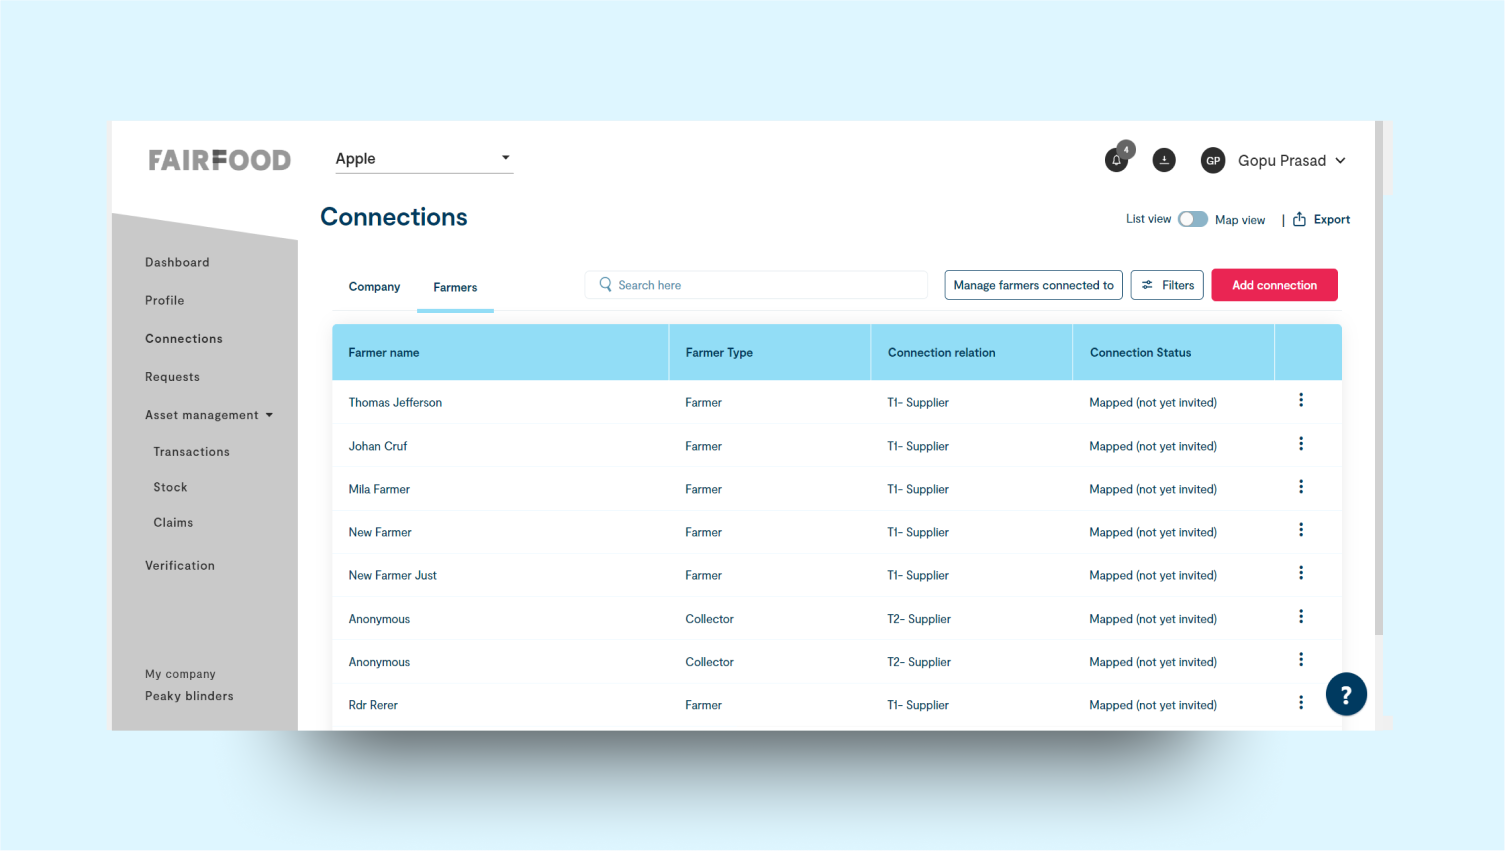 FAIRFOOD
Apple
4
GP
Gopu Prasad
Connections
List view
Map view
| Export
Dashboard
Profile
Connections
Requests
Asset management
Transactions
Stock
Claims
Verification
My company
Peaky blinders
Company
Farmers
Search here
Manage farmers connected to
Filters
Add connection
Farmer name Farmer Type Connection relation Connection Status
Thomas Jefferson Farmer T1- Supplier Mapped (not yet invited)
Johan Cruf Farmer T1- Supplier Mapped (not yet invited)
Mila Farmer Farmer T1- Supplier Mapped (not yet invited)
New Farmer Farmer T1- Supplier Mapped (not yet invited)
New Farmer Just Farmer T1- Supplier Mapped (not yet invited)
Anonymous Collector T2- Supplier Mapped (not yet invited)
Anonymous Collector T2- Supplier Mapped (not yet invited)
Rdr Rerer Farmer T1- Supplier Mapped (not yet invited)
?